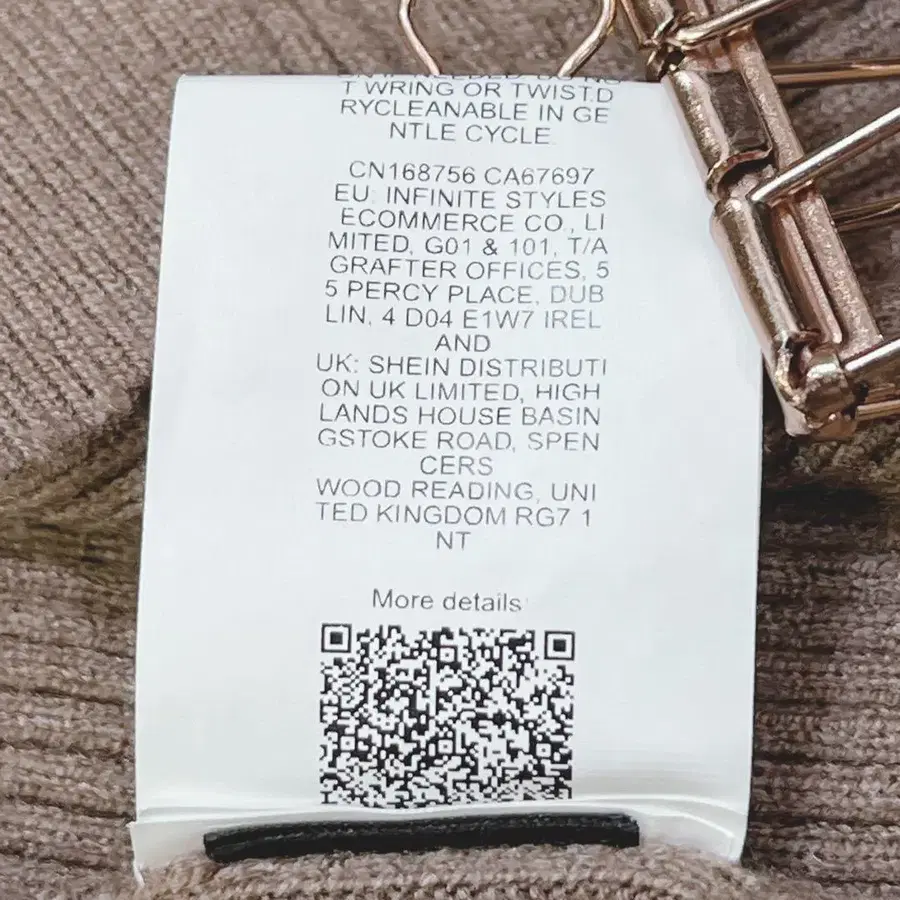 T WRING OR TWIST.D
RYCLEANABLE IN GE
NTLE CYCLE.
CN168756 CA67697
EU: INFINITE STYLES
ECOMMERCE CO., LI
MITED, G01 & 101, T/A
GRAFTER OFFICES, 5
5 PERCY PLACE, DUB
LIN, 4 D04 E1W7 IREL
AND
UK: SHEIN DISTRIBUTI
ON UK LIMITED, HIGH
LANDS HOUSE BASIN
GSTOKE ROAD, SPEN
CERS
WOOD READING, UNI
TED KINGDOM RG7 1
NT
More details: